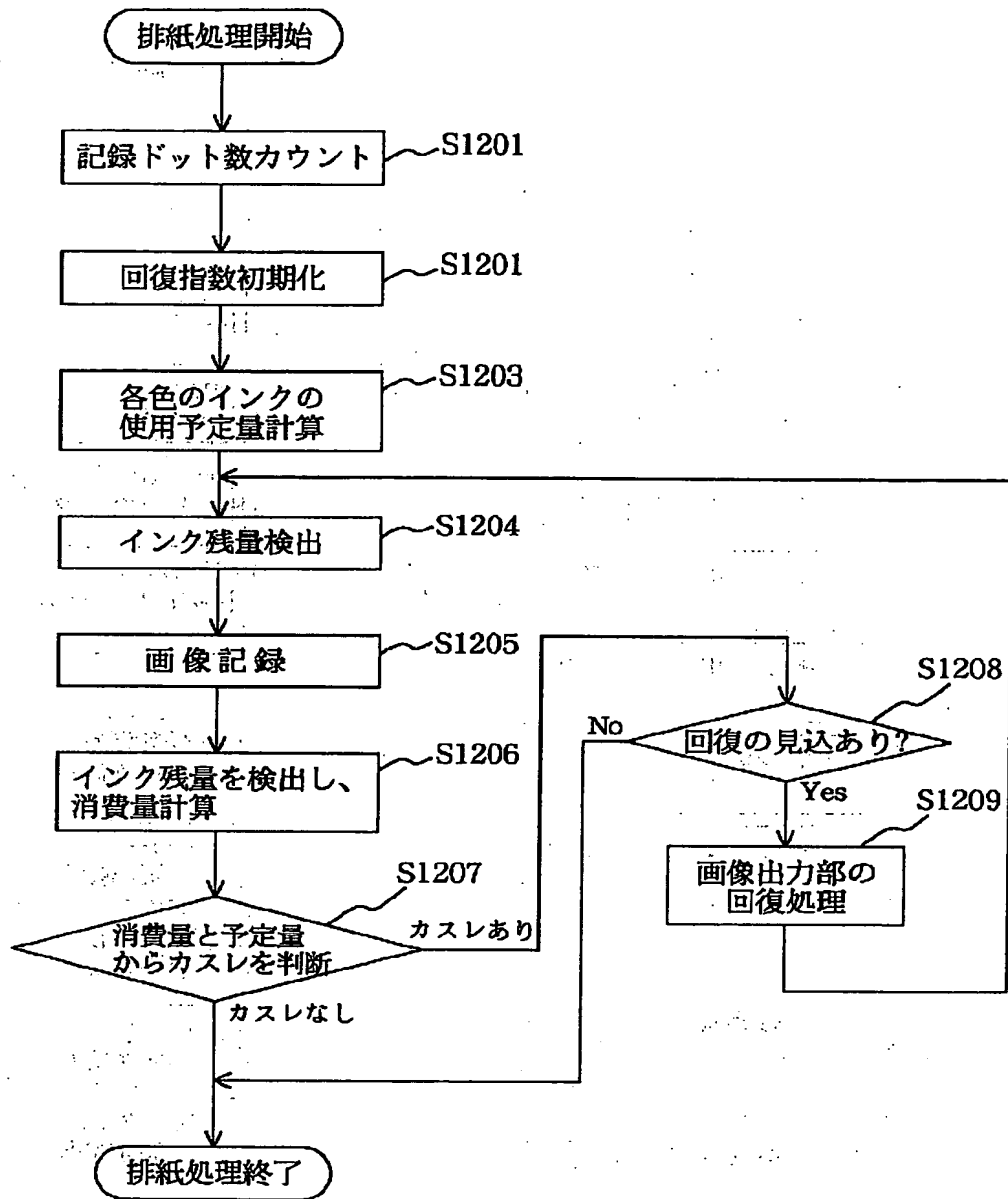 排紙処理開始
記録ドット数カウント
S1201
回復指数初期化
S1201
各色のインクの
使用予定量計算
S1203
インク残量検出
S1204
画像記録
S1205
インク残量を検出し、
消費量計算
S1206
消費量と予定量
からカスレを判断
S1207
カスレあり
カスレなし
回復の見込あり?
S1208
No
Yes
画像出力部の
回復処理
S1209
排紙処理終了